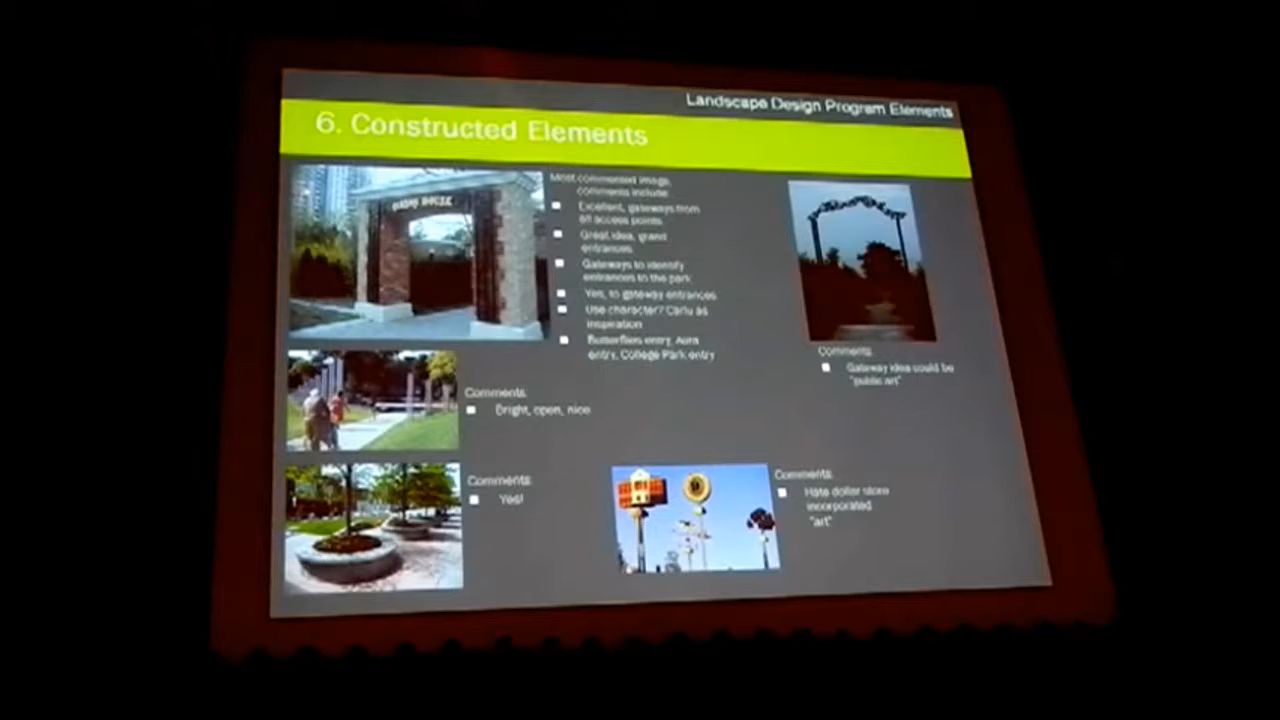 Landscape Design Program Elements
6. Constructed Elements
Most commented image,
comments include:
Excellent, gateways from
all access points
Great idea, grand
entrances
Gateways to identify
entrances to the park
Yes, to gateway entrances
Use character? Carlu as
inspiration
Butterflies entry, Aura
entry, College Park entry
Comments:
Gateway idea could be
"public art"
Comments:
Bright, open, nice
Comments:
Yes!
Comments:
Hate dollar store
incorporated
"art"